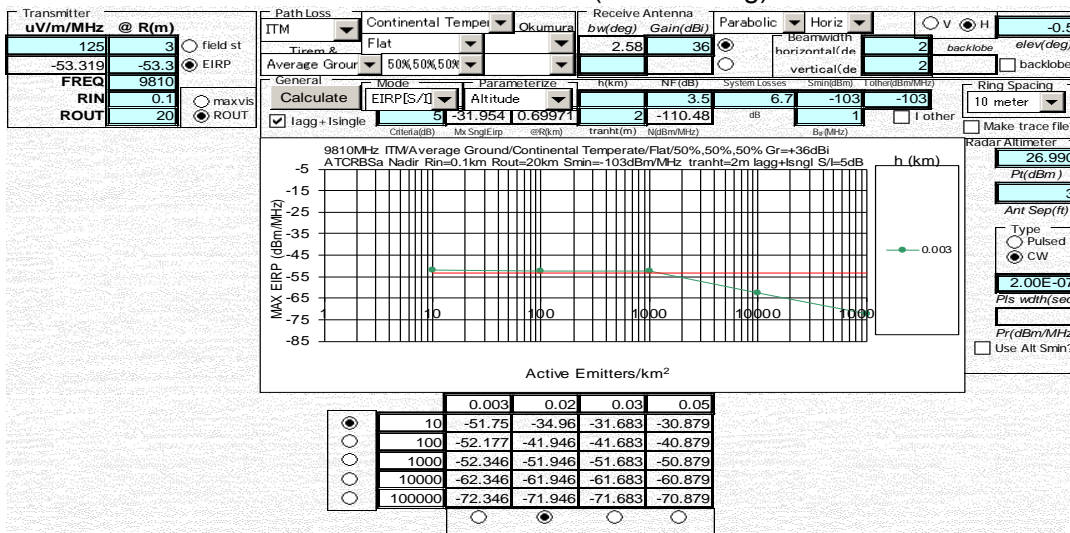 Transmitter
uV/m/MHz @ R(m)
125 3 field st
-53.319 -53.3 EIRP
FREQ 9810
RIN 0.1 maxvis
ROUT 20 ROUT
Path Loss
ITM Continental Temper Okumura
Tirem & Flat
Average Groun 50%,50%,50%
Receive Antenna
bw(deg) Gain(dBi) Parabolic Horiz
2.58 36
Beamwidth
horizontal(de 2
vertical(de 2
V H -0.5
backlobe elev(deg)
backlobe
General
Mode Parameterize h(km) NF(dB) System Losses Smin(dBm) I other(dBm/MHz)
Calculate EIRP[S/I] Altitude 3.5 6.7 -103 -103
Iagg+Isingle 5 -31.954 0.69971 2 -110.48 dB 1 I other
Criteria(dB) Mx SnglEirp @R(km) tranht(m) N(dBm/MHz) (MHz)
Ring Spacing
10 meter
Make trace file
Radar Altimeter
26.990
Pt(dBm)
3
Ant Sep(ft)
Type
Pulsed
CW
2.00E-07
Pls wdth(sec
Pr(dBm/MHz
Use Alt Smin?
9810MHz ITM/Average Ground/Continental Temperate/Flat/50%,50%,50% Gr=+36dBi
ATCRBSa Nadir Rin=0.1km Rout=20km Smin=-103dBm/MHz tranht=2m Iagg+Isngl S/I=5dB
h (km)
0.003
MAX EIRP (dBm/MHz)
-5
-15
-25
-35
-45
-55
-65
-75
-85
1 10 100 1000 10000 1000
Active Emitters/km²
0.003 0.02 0.03 0.05
10 -51.75 -34.96 -31.683 -30.879
100 -52.177 -41.946 -41.683 -40.879
1000 -52.346 -51.946 -51.683 -50.879
10000 -62.346 -61.946 -61.683 -60.879
100000 -72.346 -71.946 -71.683 -70.879